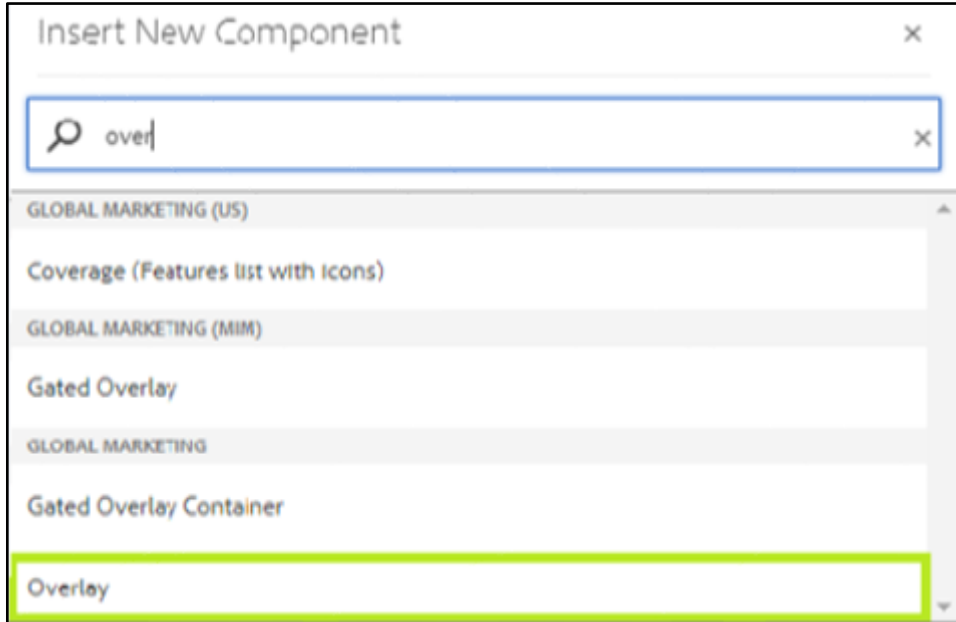 Insert New Component
over
GLOBAL MARKETING (US)
Coverage (Features list with icons)
GLOBAL MARKETING (MIM)
Gated Overlay
GLOBAL MARKETING
Gated Overlay Container
Overlay